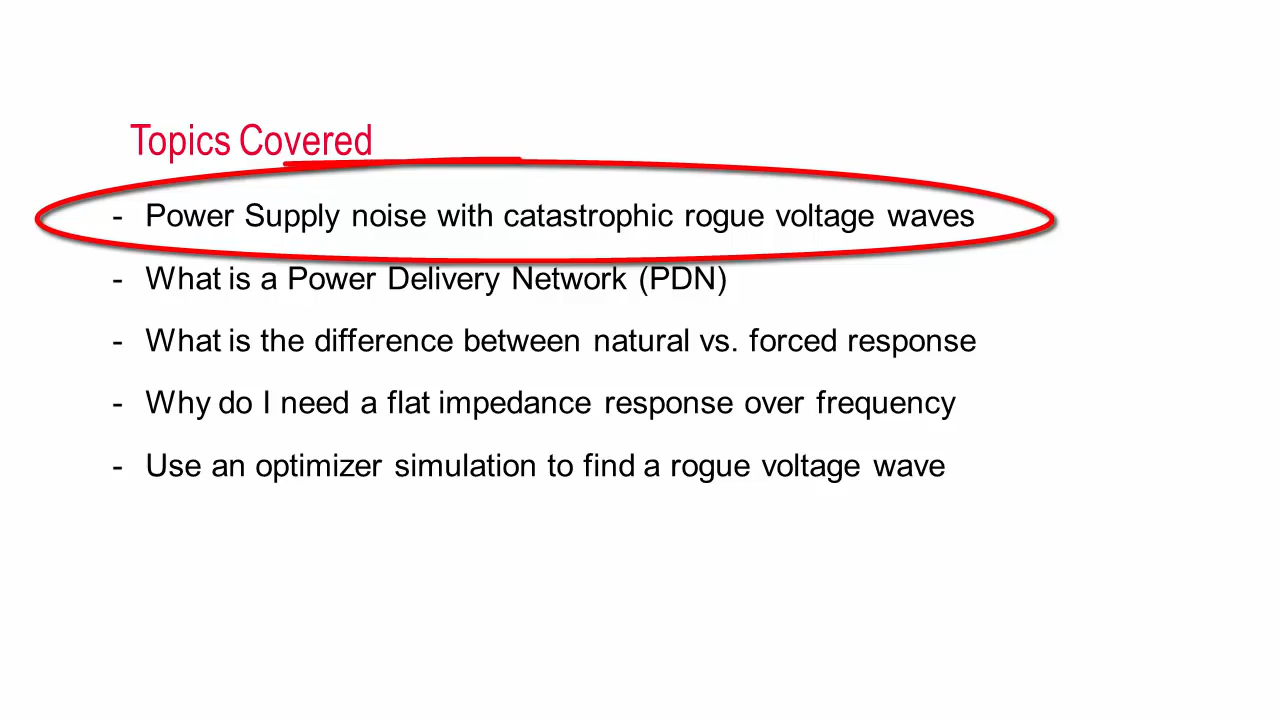 Topics Covered
- Power Supply noise with catastrophic rogue voltage waves
- What is a Power Delivery Network (PDN)
- What is the difference between natural vs. forced response
- Why do I need a flat impedance response over frequency
- Use an optimizer simulation to find a rogue voltage wave